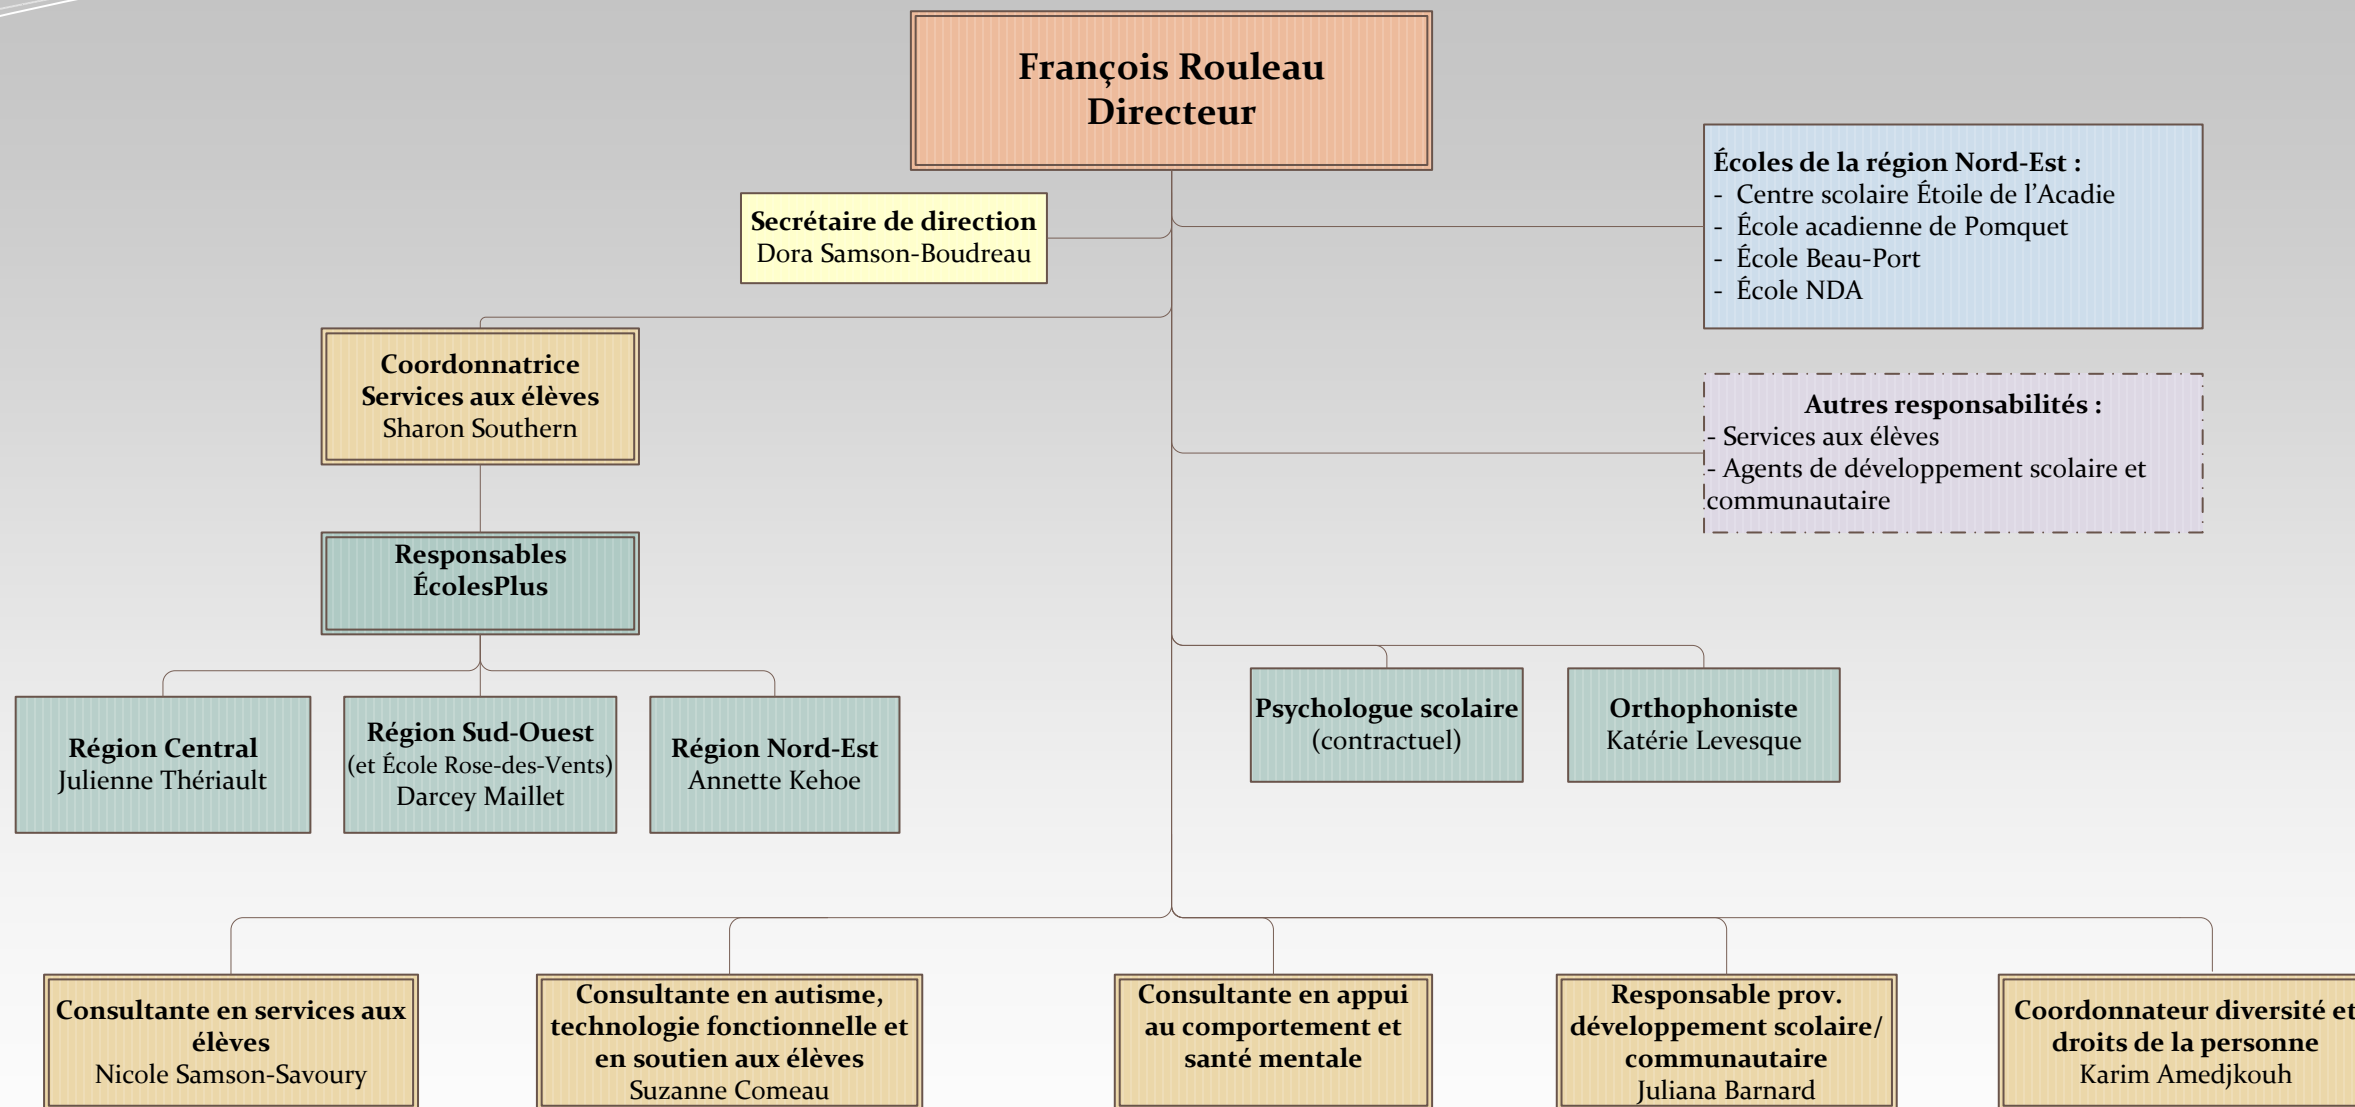 François Rouleau
Directeur
Secrétaire de direction
Dora Samson-Boudreau
Écoles de la région Nord-Est :
- Centre scolaire Étoile de l’Acadie
- École acadienne de Pomquet
- École Beau-Port
- École NDA
Coordonnatrice
Services aux élèves
Sharon Southern
Autres responsabilités :
- Services aux élèves
- Agents de développement scolaire et
communautaire
Responsables
ÉcolesPlus
Région Central
Julienne Thériault
Région Sud-Ouest
(et École Rose-des-Vents)
Darcey Maillet
Région Nord-Est
Annette Kehoe
Psychologue scolaire
(contractuel)
Orthophoniste
Katérie Levesque
Consultante en services aux
élèves
Nicole Samson-Savoury
Consultante en autisme,
technologie fonctionnelle et
en soutien aux élèves
Suzanne Comeau
Consultante en appui
au comportement et
santé mentale
Responsable prov.
développement scolaire/
communautaire
Juliana Barnard
Coordonnateur diversité et
droits de la personne
Karim Amedjkouh